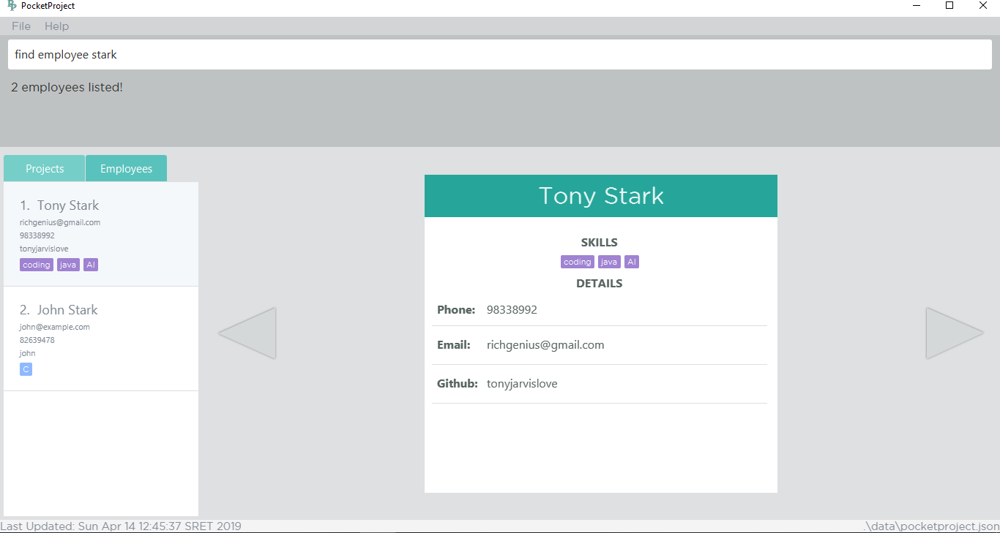 PocketProject
File Help
find employee stark
2 employees listed!
Projects Employees
1. Tony Stark
richgenius@gmail.com
98338992
tonyjarvislove
coding java AI
2. John Stark
john@example.com
82639478
john
C
Tony Stark
SKILLS
coding java AI
DETAILS
Phone: 98338992
Email: richgenius@gmail.com
Github: tonyjarvislove
Last Updated: Sun Apr 14 12:45:37 SRET 2019
.\data\pocketproject.json